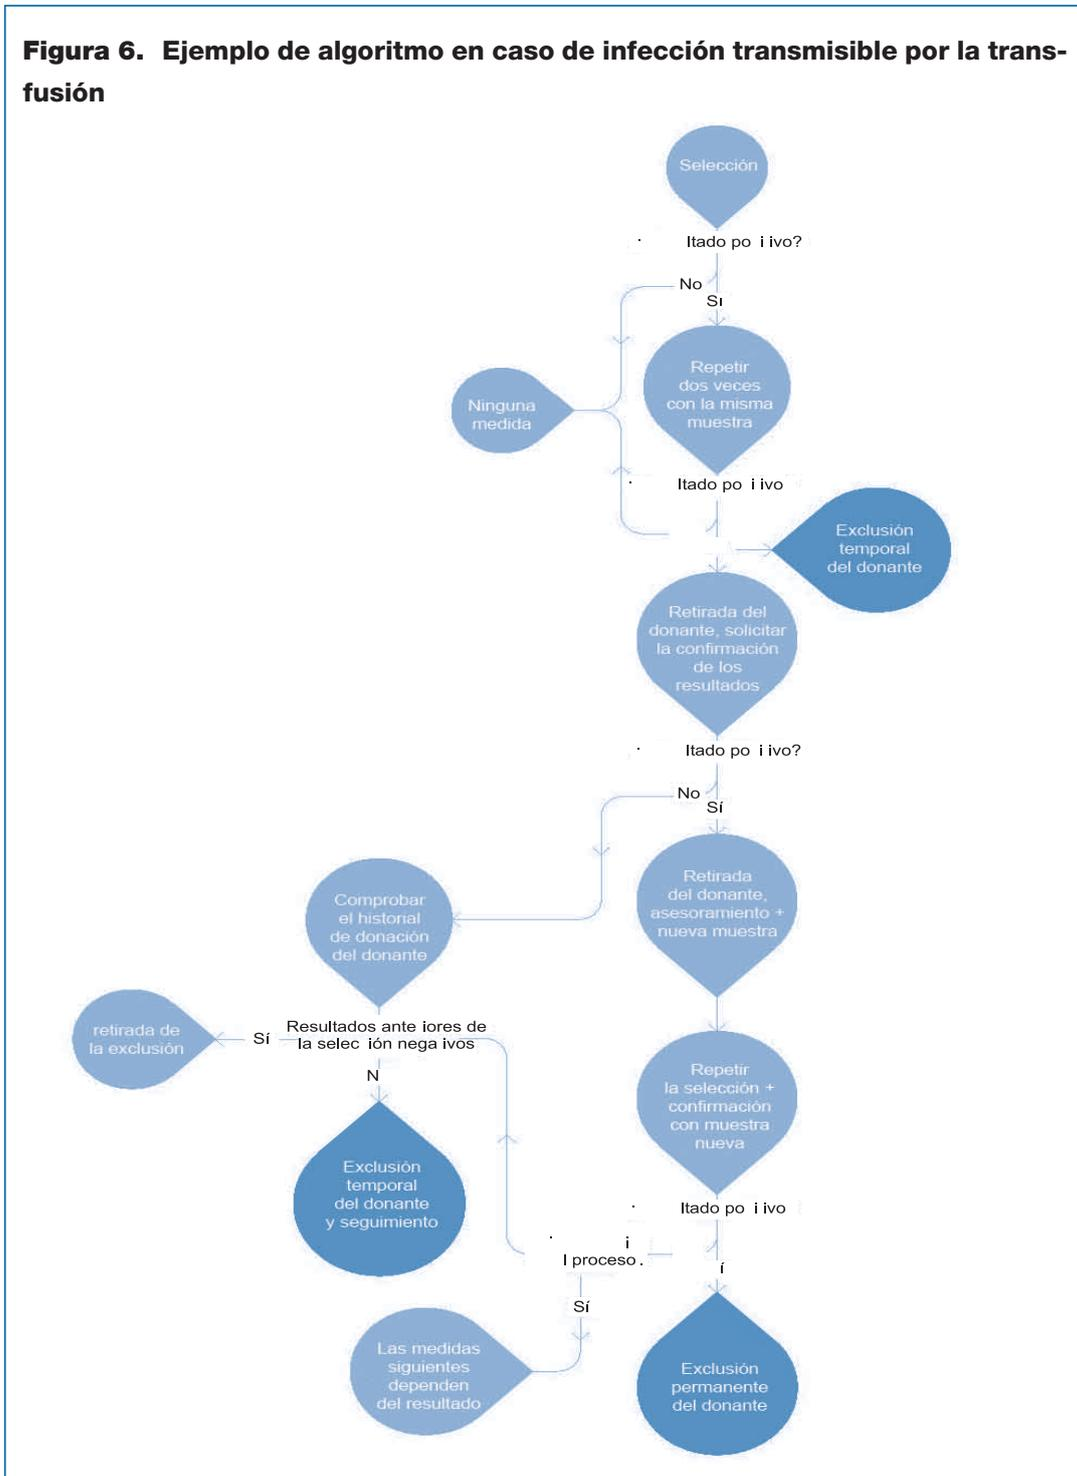 Figura 6. Ejemplo de algoritmo en caso de infección transmisible por la trans-
fusión
Selección
ltado po i ivo?
No
Sí
Repetir
dos veces
con la misma
muestra
Ninguna
medida
ltado po i ivo
Exclusión
temporal
del donante
Retirada del
donante, solicitar
la confirmación
de los
resultados
ltado po i ivo?
No
Sí
Retirada
del donante,
asesoramiento +
nueva muestra
Comprobar
el historial
de donación
del donante
retirada de
la exclusión
Sí
Resultados ante iores de
la selec ión nega ivos
N
Repetir
la selección +
confirmación
con muestra
nueva
Exclusión
temporal
del donante
y seguimiento
ltado po i ivo
i
l proceso.
í
Sí
Las medidas
siguientes
dependen
del resultado
Exclusión
permanente
del donante